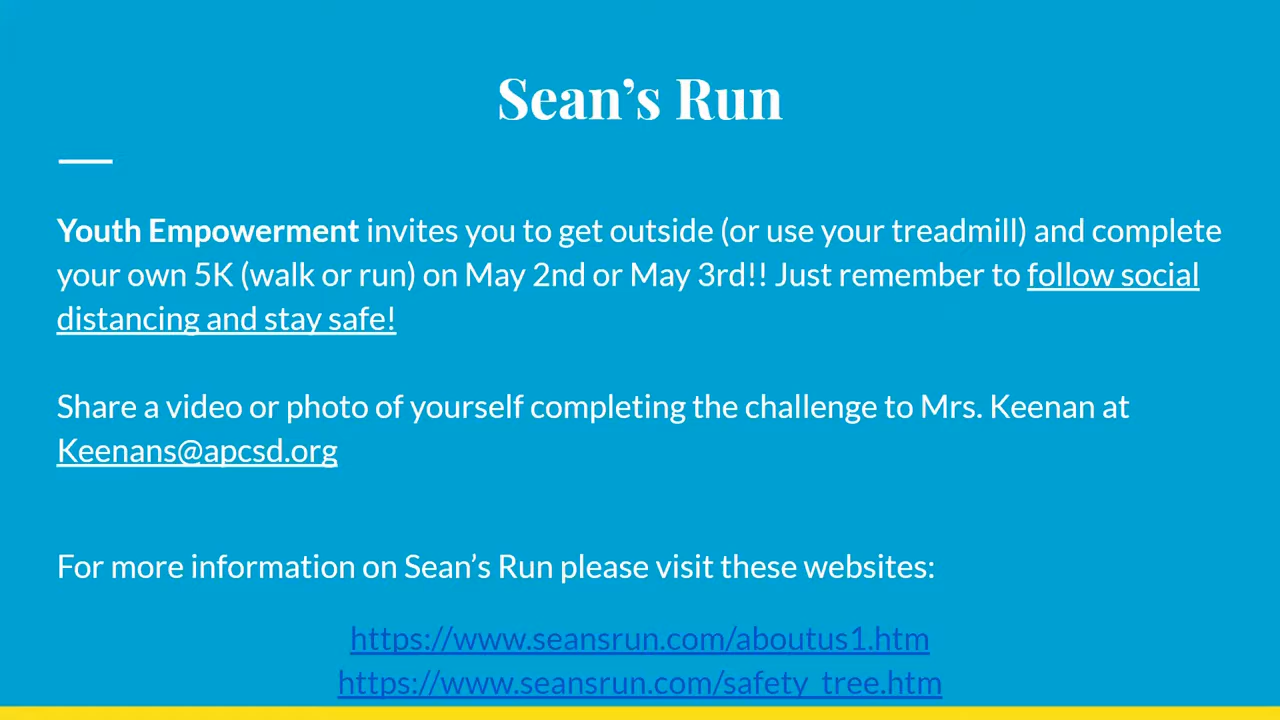 Sean’s Run
Youth Empowerment invites you to get outside (or use your treadmill) and complete
your own 5K (walk or run) on May 2nd or May 3rd!! Just remember to follow social
distancing and stay safe!
Share a video or photo of yourself completing the challenge to Mrs. Keenan at
Keenans@apcsd.org
For more information on Sean’s Run please visit these websites:
https://www.seansrun.com/aboutus1.htm
https://www.seansrun.com/safety_tree.htm